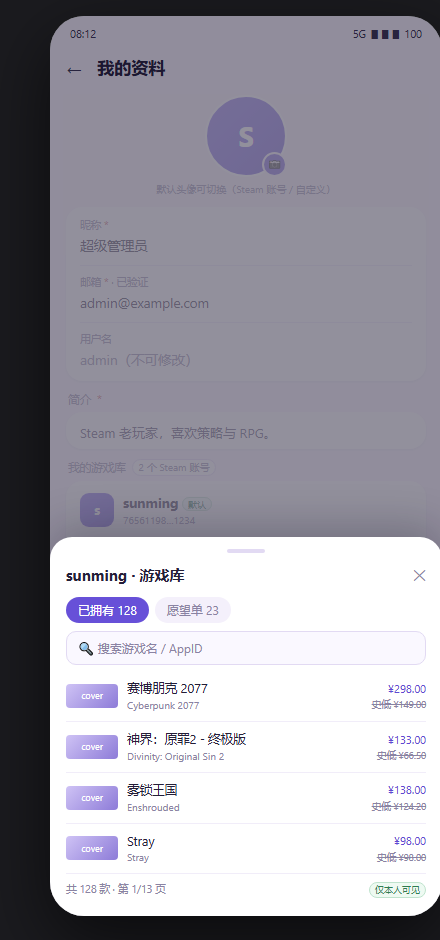 08:12
5G 100
← 我的资料
S
默认头像可切换（Steam 账号 / 自定义）
昵称 *
超级管理员
邮箱 * · 已验证
admin@example.com
用户名
admin（不可修改）
简介 *
Steam 老玩家，喜欢策略与 RPG。
我的游戏库 2 个 Steam 账号
s
sunming 默认
76561198...1234
sunming · 游戏库
已拥有 128 愿望单 23
搜索游戏名 / AppID
cover 赛博朋克 2077 ¥298.00
Cyberpunk 2077 史低 ¥149.00
cover 神界：原罪2 - 终极版 ¥133.00
Divinity: Original Sin 2 史低 ¥66.50
cover 雾锁王国 ¥138.00
Enshrouded 史低 ¥124.20
cover Stray ¥98.00
Stray 史低 ¥98.00
共 128 款 · 第 1/13 页 仅本人可见